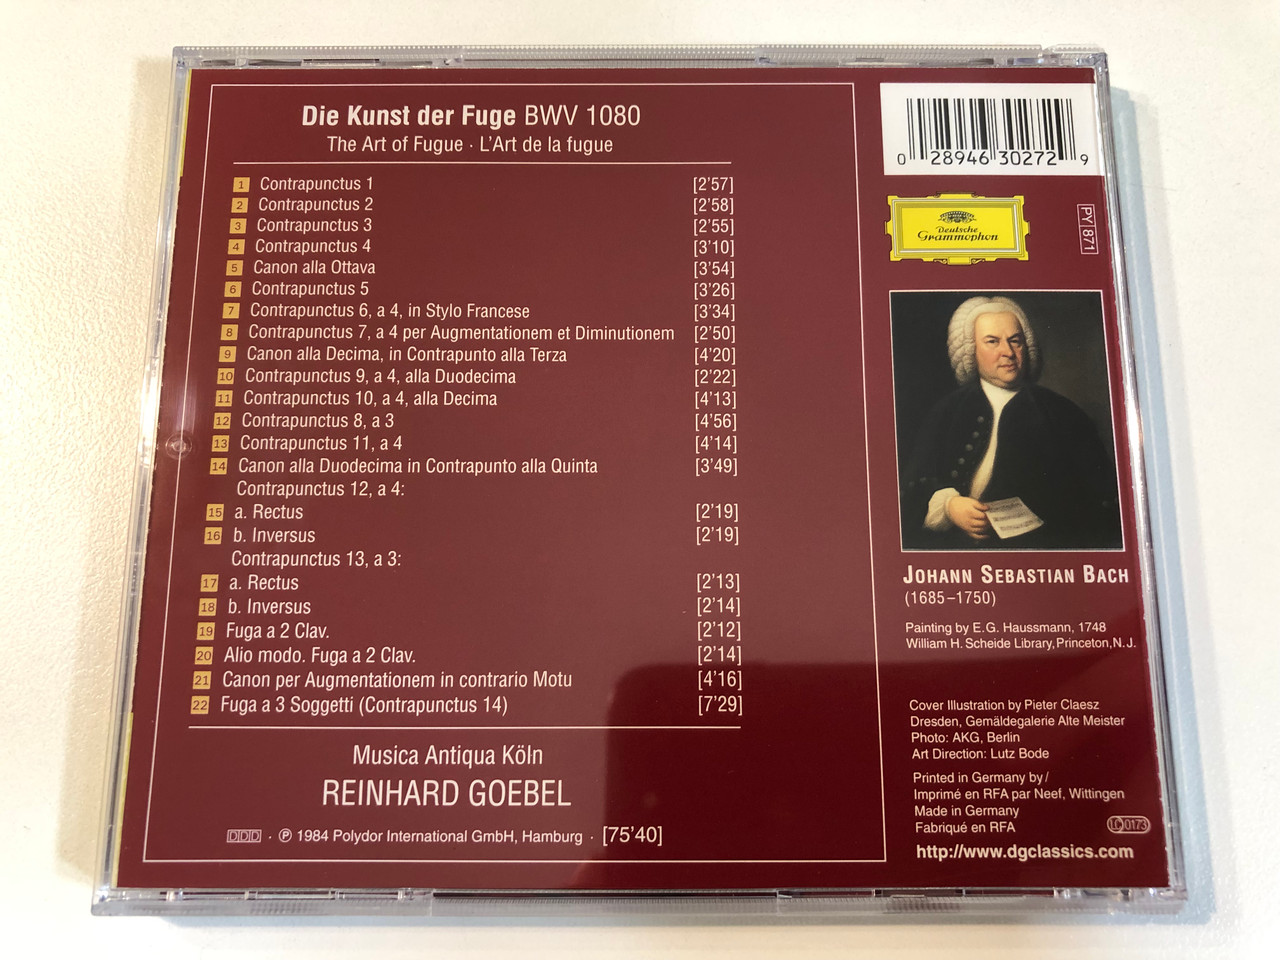 Die Kunst der Fuge BWV 1080
The Art of Fugue · L'Art de la fugue
1 Contrapunctus 1 [2'57]
2 Contrapunctus 2 [2'58]
3 Contrapunctus 3 [2'55]
4 Contrapunctus 4 [3'10]
5 Canon alla Ottava [3'54]
6 Contrapunctus 5 [3'26]
7 Contrapunctus 6, a 4, in Stylo Francese [3'34]
8 Contrapunctus 7, a 4 per Augmentationem et Diminutionem [2'50]
9 Canon alla Decima, in Contrapunto alla Terza [4'20]
10 Contrapunctus 9, a 4, alla Duodecima [2'22]
11 Contrapunctus 10, a 4, alla Decima [4'13]
12 Contrapunctus 8, a 3 [4'56]
13 Contrapunctus 11, a 4 [4'14]
14 Canon alla Duodecima in Contrapunto alla Quinta [3'49]
Contrapunctus 12, a 4:
15 a. Rectus [2'19]
16 b. Inversus [2'19]
Contrapunctus 13, a 3:
17 a. Rectus [2'13]
18 b. Inversus [2'14]
19 Fuga a 2 Clav. [2'12]
20 Alio modo. Fuga a 2 Clav. [2'14]
21 Canon per Augmentationem in contrario Motu [4'16]
22 Fuga a 3 Soggetti (Contrapunctus 14) [7'29]
Musica Antiqua Köln
REINHARD GOEBEL
DDD · ℗ 1984 Polydor International GmbH, Hamburg · [75'40]
0 28946 30272 9
Deutsche
Grammophon
PY 871
JOHANN SEBASTIAN BACH
(1685–1750)
Painting by E.G. Haussmann, 1748
William H. Scheide Library, Princeton, N.J.
Cover Illustration by Pieter Claesz
Dresden, Gemäldegalerie Alte Meister
Photo: AKG, Berlin
Art Direction: Lutz Bode
Printed in Germany by/
Imprimé en RFA par Neef, Wittingen
Made in Germany
Fabriqué en RFA
LC 0173
http://www.dgclassics.com